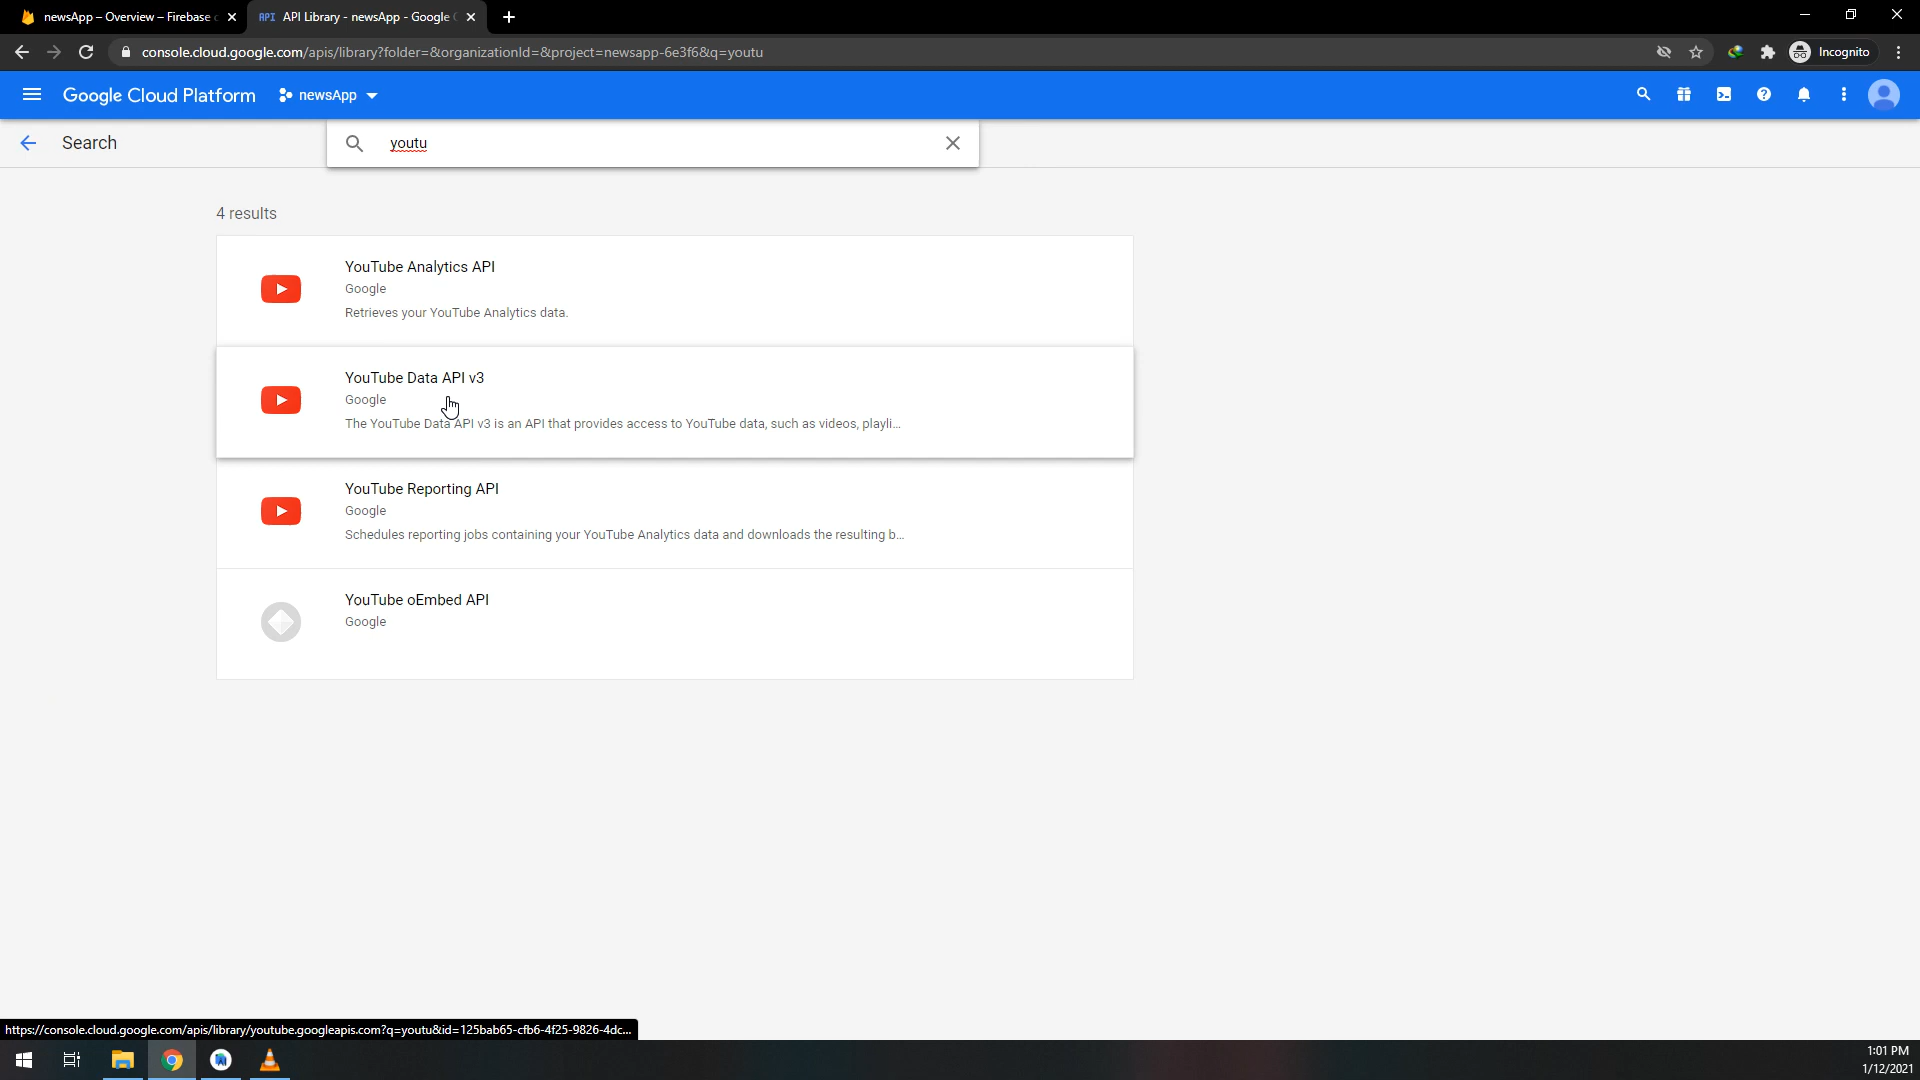 newsApp – Overview – Firebase c
API API Library - newsApp - Google C
console.cloud.google.com/apis/library?folder=&organizationId=&project=newsapp-6e3f6&q=youtu
Incognito
Google Cloud Platform
newsApp
Search
youtu
4 results
YouTube Analytics API
Google
Retrieves your YouTube Analytics data.
YouTube Data API v3
Google
The YouTube Data API v3 is an API that provides access to YouTube data, such as videos, playli...
YouTube Reporting API
Google
Schedules reporting jobs containing your YouTube Analytics data and downloads the resulting b...
YouTube oEmbed API
Google
https://console.cloud.google.com/apis/library/youtube.googleapis.com?q=youtu&id=125bab65-cfb6-4f25-9826-4dc...
1:01 PM
1/12/2021